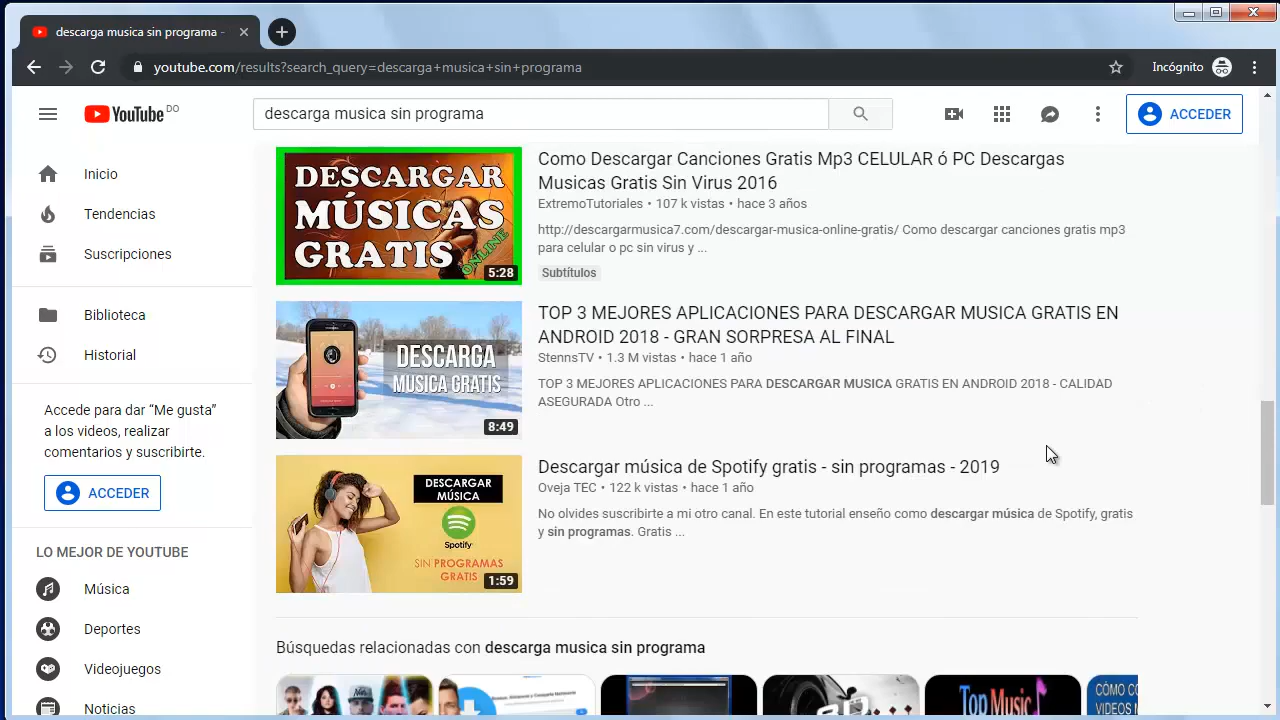 descarga musica sin programa -
youtube.com/results?search_query=descarga+musica+sin+programa
Incógnito
YouTube DO
descarga musica sin programa
ACCEDER
Inicio
Tendencias
Suscripciones
Biblioteca
Historial
Accede para dar “Me gusta”
a los videos, realizar
comentarios y suscribirte.
ACCEDER
LO MEJOR DE YOUTUBE
Música
Deportes
Videojuegos
Noticias
DESCARGAR
MÚSICAS
GRATIS
ONLINE
5:28
Como Descargar Canciones Gratis Mp3 CELULAR ó PC Descargas
Musicas Gratis Sin Virus 2016
ExtremoTutoriales • 107 k vistas • hace 3 años
http://descargarmusica7.com/descargar-musica-online-gratis/ Como descargar canciones gratis mp3
para celular o pc sin virus y ...
Subtítulos
DESCARGA
MUSICA GRATIS
8:49
TOP 3 MEJORES APLICACIONES PARA DESCARGAR MUSICA GRATIS EN
ANDROID 2018 - GRAN SORPRESA AL FINAL
StennsTV • 1.3 M vistas • hace 1 año
TOP 3 MEJORES APLICACIONES PARA DESCARGAR MUSICA GRATIS EN ANDROID 2018 - CALIDAD
ASEGURADA Otro ...
DESCARGAR
MÚSICA
Spotify
SIN PROGRAMAS
GRATIS
1:59
Descargar música de Spotify gratis - sin programas - 2019
Oveja TEC • 122 k vistas • hace 1 año
No olvides suscribirte a mi otro canal. En este tutorial enseño como descargar música de Spotify, gratis
y sin programas. Gratis ...
Búsquedas relacionadas con descarga musica sin programa
Top Music
CÓMO
VIDEOS